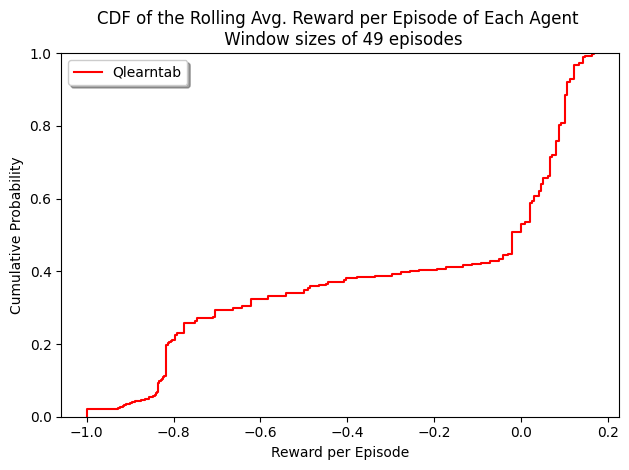 CDF of the Rolling Avg. Reward per Episode of Each Agent
Window sizes of 49 episodes
Qlearntab
Cumulative Probability
1.0
0.8
0.6
0.4
0.2
0.0
−1.0 −0.8 −0.6 −0.4 −0.2 0.0 0.2
Reward per Episode